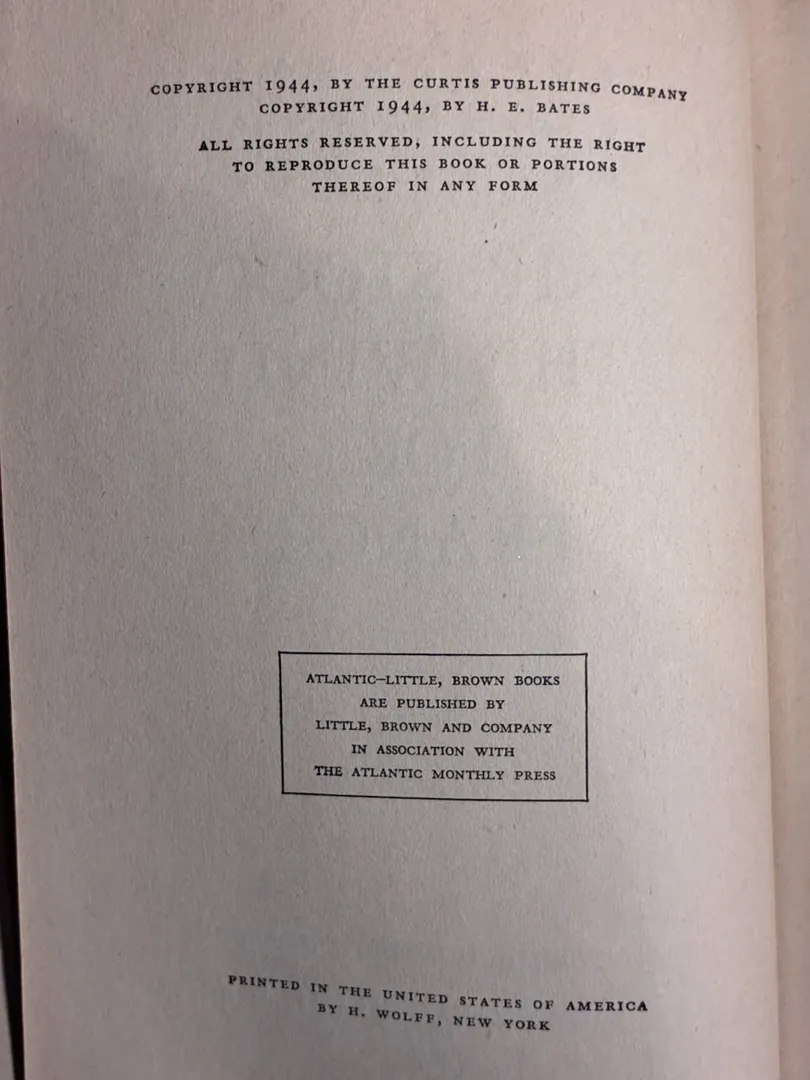 COPYRIGHT 1944, BY THE CURTIS PUBLISHING COMPANY
COPYRIGHT 1944, BY H. E. BATES
ALL RIGHTS RESERVED, INCLUDING THE RIGHT
TO REPRODUCE THIS BOOK OR PORTIONS
THEREOF IN ANY FORM
ATLANTIC–LITTLE, BROWN BOOKS
ARE PUBLISHED BY
LITTLE, BROWN AND COMPANY
IN ASSOCIATION WITH
THE ATLANTIC MONTHLY PRESS
PRINTED IN THE UNITED STATES OF AMERICA
BY H. WOLFF, NEW YORK